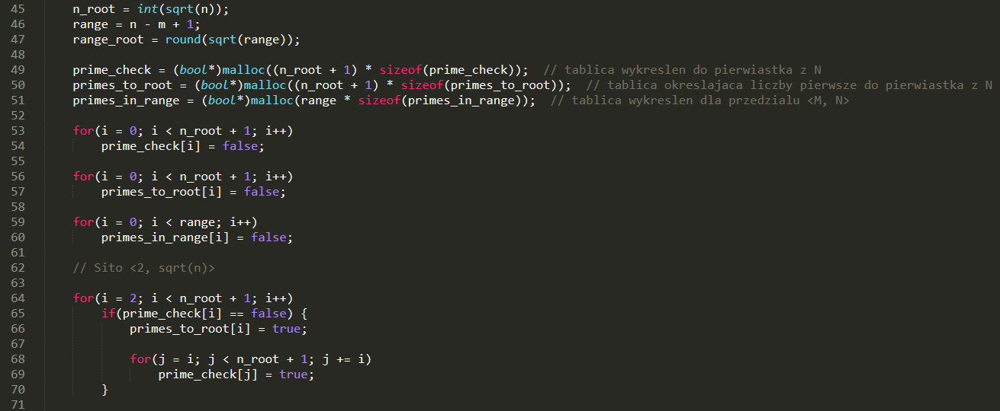 45 n_root = int(sqrt(n));
46 range = n - m + 1;
47 range_root = round(sqrt(range));
48
49 prime_check = (bool*)malloc((n_root + 1) * sizeof(prime_check)); // tablica wykreslen do pierwiastka z N
50 primes_to_root = (bool*)malloc((n_root + 1) * sizeof(primes_to_root)); // tablica okreslajaca liczby pierwsze do pierwiastka z N
51 primes_in_range = (bool*)malloc(range * sizeof(primes_in_range)); // tablica wykreslen dla przedzialu <M, N>
52
53 for(i = 0; i < n_root + 1; i++)
54 prime_check[i] = false;
55
56 for(i = 0; i < n_root + 1; i++)
57 primes_to_root[i] = false;
58
59 for(i = 0; i < range; i++)
60 primes_in_range[i] = false;
61
62 // Sito <2, sqrt(n)>
63
64 for(i = 2; i < n_root + 1; i++)
65 if(prime_check[i] == false) {
66 primes_to_root[i] = true;
67
68 for(j = i; j < n_root + 1; j += i)
69 prime_check[j] = true;
70 }
71